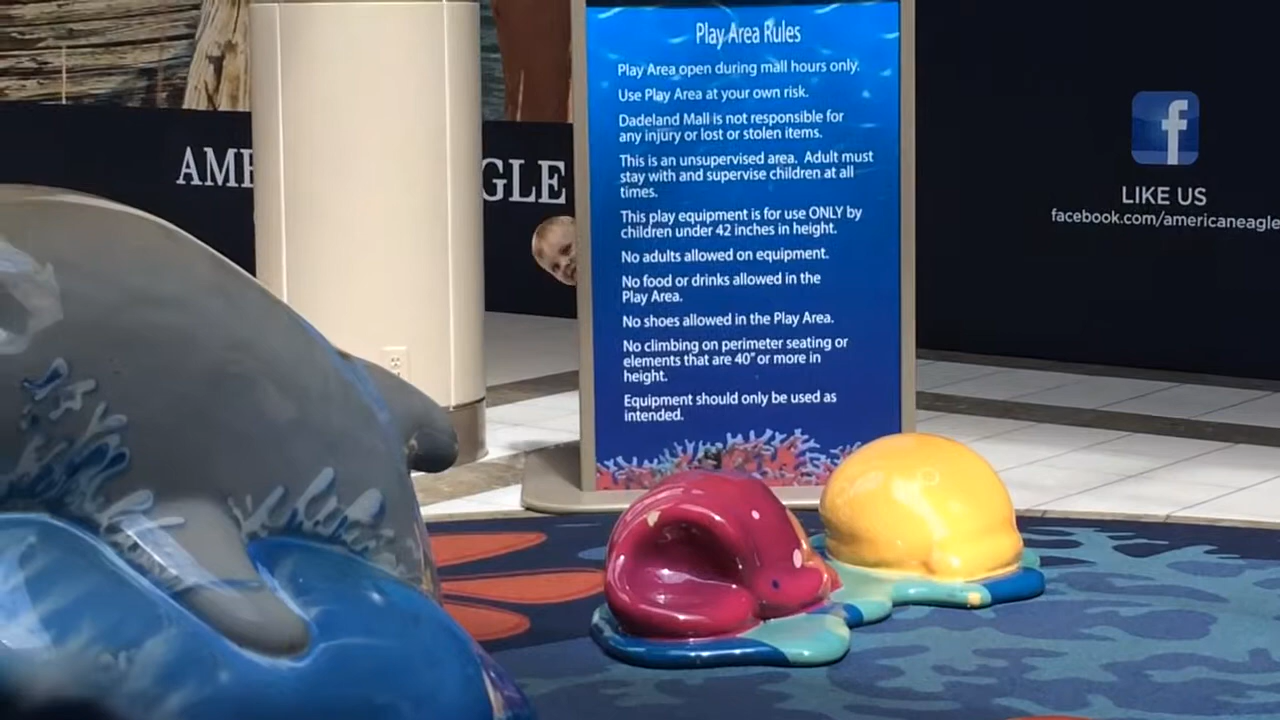 Play Area Rules
Play Area open during mall hours only.
Use Play Area at your own risk.
Dadeland Mall is not responsible for
any injury or lost or stolen items.
This is an unsupervised area. Adult must
stay with and supervise children at all
times.
This play equipment is for use ONLY by
children under 42 inches in height.
No adults allowed on equipment.
No food or drinks allowed in the
Play Area.
No shoes allowed in the Play Area.
No climbing on perimeter seating or
elements that are 40" or more in
height.
Equipment should only be used as
intended.
AME GLE
f
LIKE US
facebook.com/americaneagle